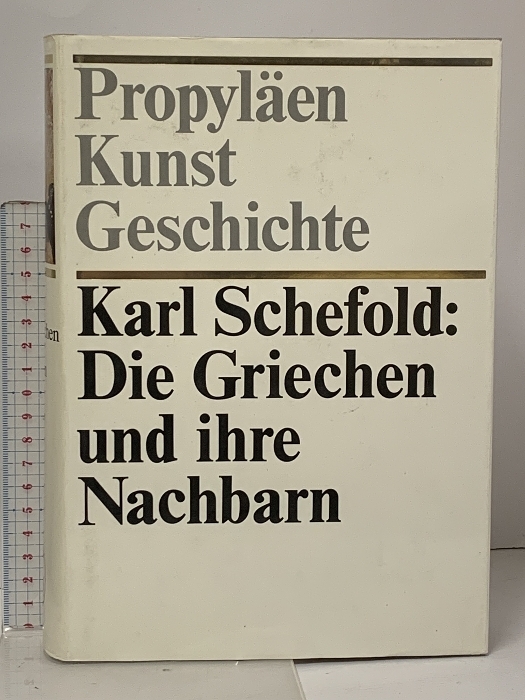 Propyläen
Kunst
Geschichte
Karl Schefold:
Die Griechen
und ihre
Nachbarn